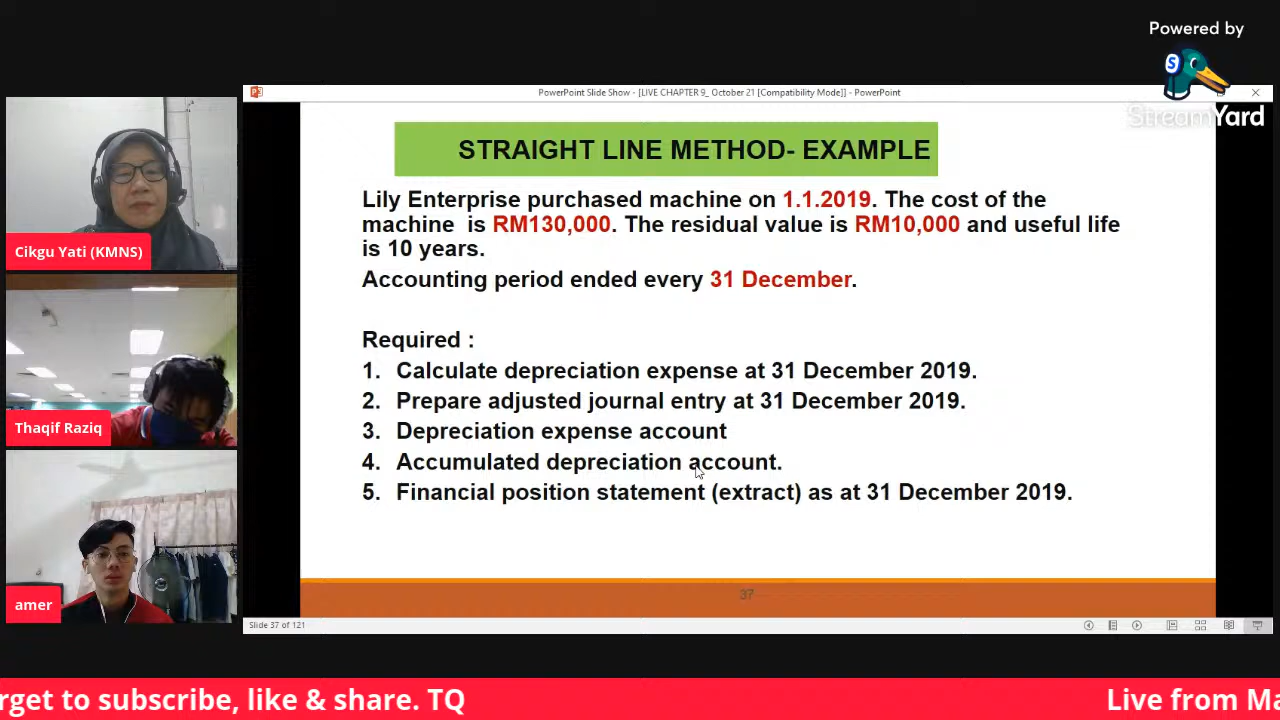 Powered by
StreamYard
PowerPoint Slide Show - [LIVE CHAPTER 9_ October 21 [Compatibility Mode]] - PowerPoint
Cikgu Yati (KMNS)
Thaqif Raziq
amer
STRAIGHT LINE METHOD- EXAMPLE
Lily Enterprise purchased machine on 1.1.2019. The cost of the
machine is RM130,000. The residual value is RM10,000 and useful life
is 10 years.
Accounting period ended every 31 December.
Required :
1. Calculate depreciation expense at 31 December 2019.
2. Prepare adjusted journal entry at 31 December 2019.
3. Depreciation expense account
4. Accumulated depreciation account.
5. Financial position statement (extract) as at 31 December 2019.
37
Slide 37 of 121
rget to subscribe, like & share. TQ
Live from Ma